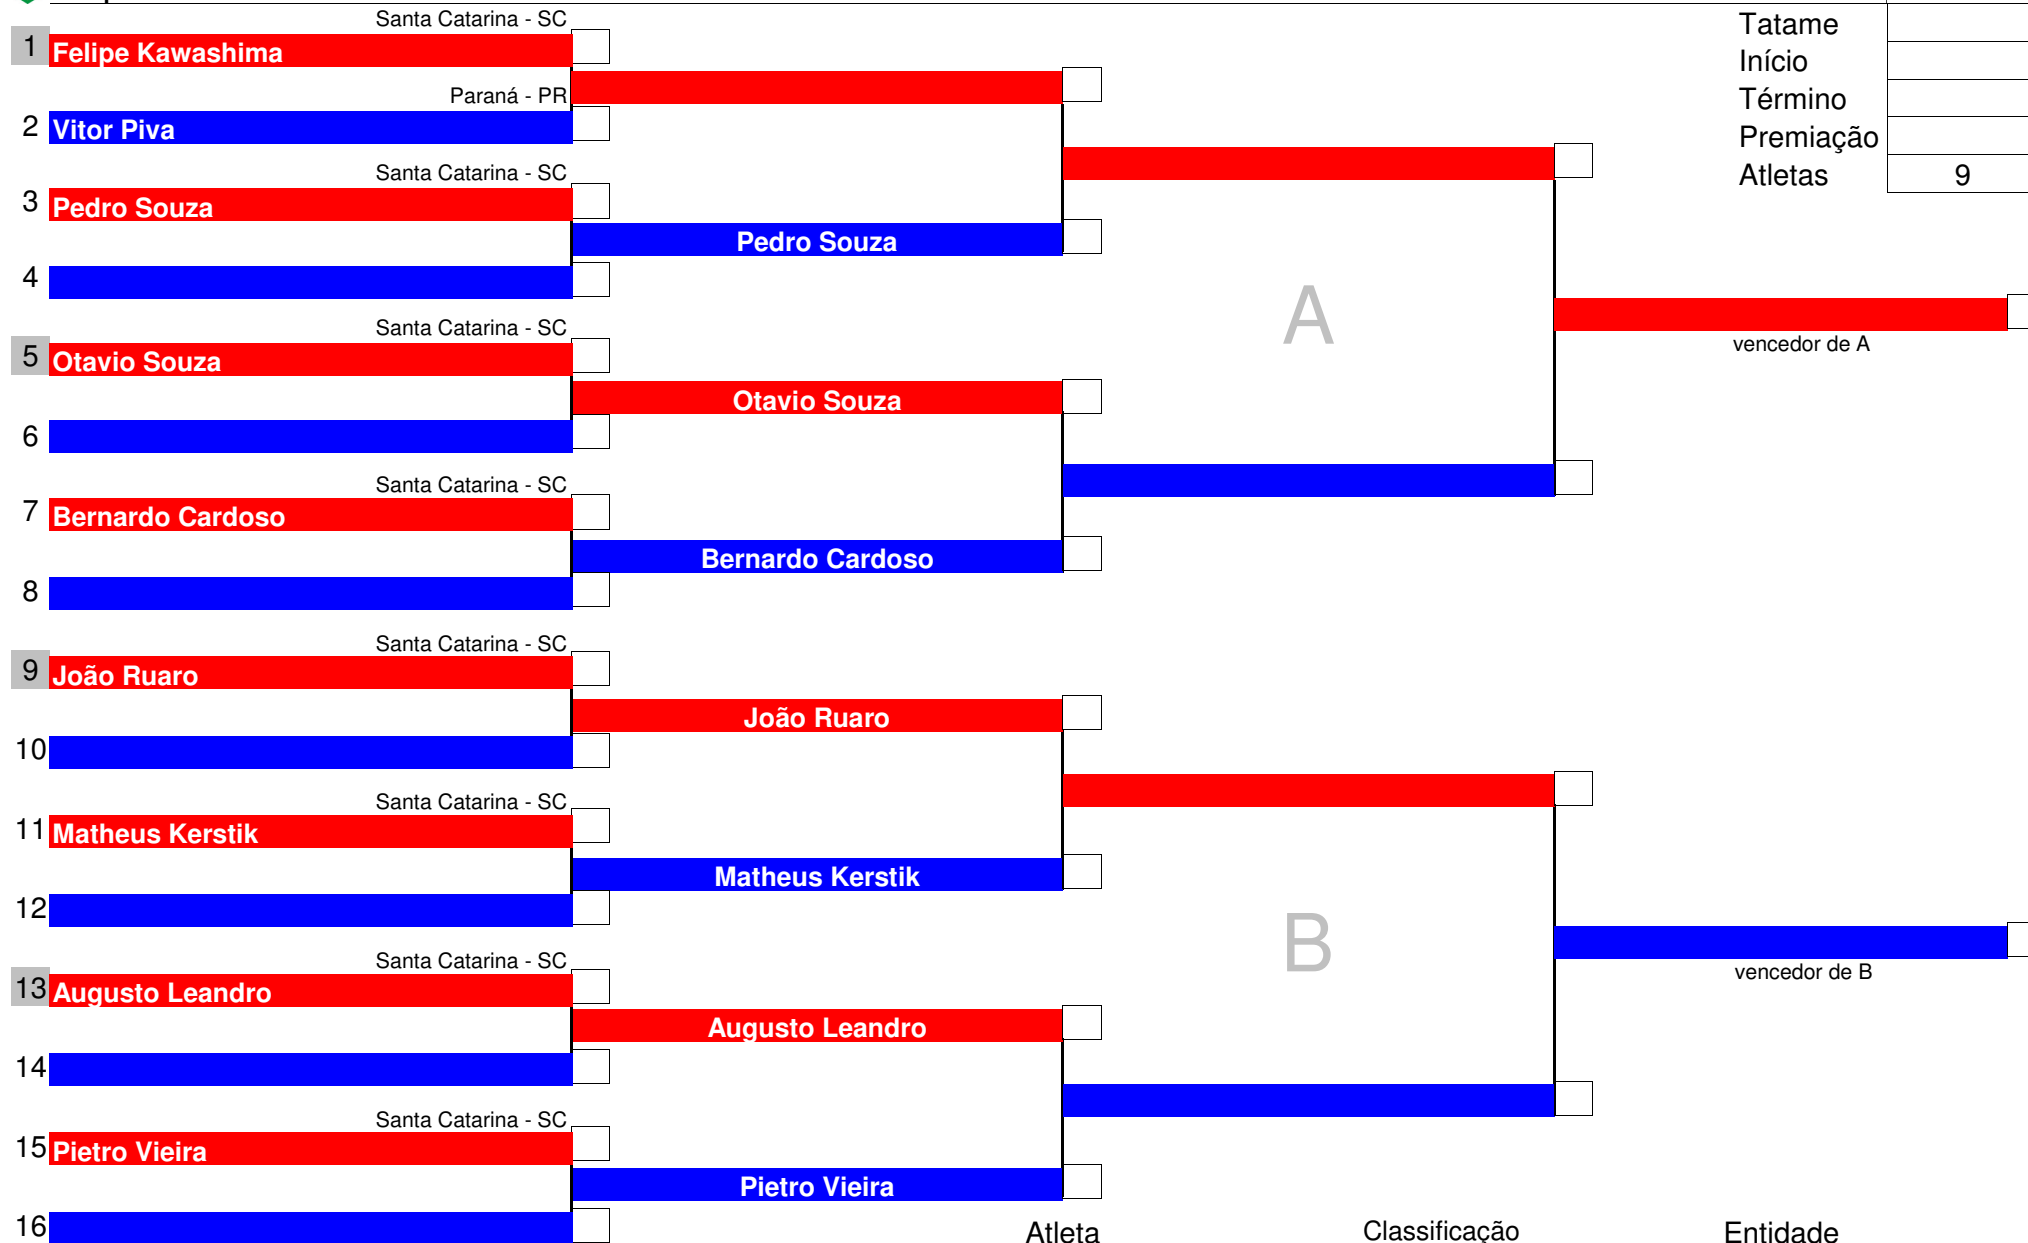 Santa Catarina - SC
1 Felipe Kawashima
Paraná - PR
2 Vitor Piva
Santa Catarina - SC
3 Pedro Souza
Pedro Souza
4
Santa Catarina - SC
5 Otavio Souza
Otavio Souza
6
Santa Catarina - SC
7 Bernardo Cardoso
Bernardo Cardoso
8
Santa Catarina - SC
9 João Ruaro
João Ruaro
10
Santa Catarina - SC
11 Matheus Kerstik
Matheus Kerstik
12
Santa Catarina - SC
13 Augusto Leandro
Augusto Leandro
14
Santa Catarina - SC
15 Pietro Vieira
Pietro Vieira
16
A
B
Tatame
Início
Término
Premiação
Atletas 9
vencedor de A
vencedor de B
Atleta Classificação Entidade